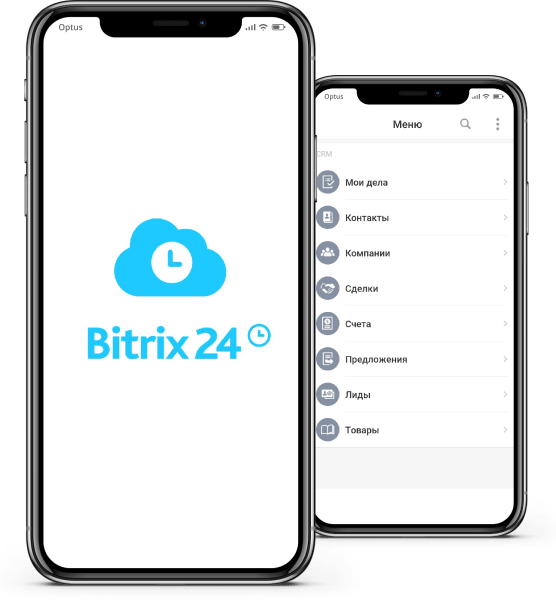 Optus
Bitrix 24
Optus
Меню
CRM
Мои дела
Контакты
Компании
Сделки
Счета
Предложения
Лиды
Товары